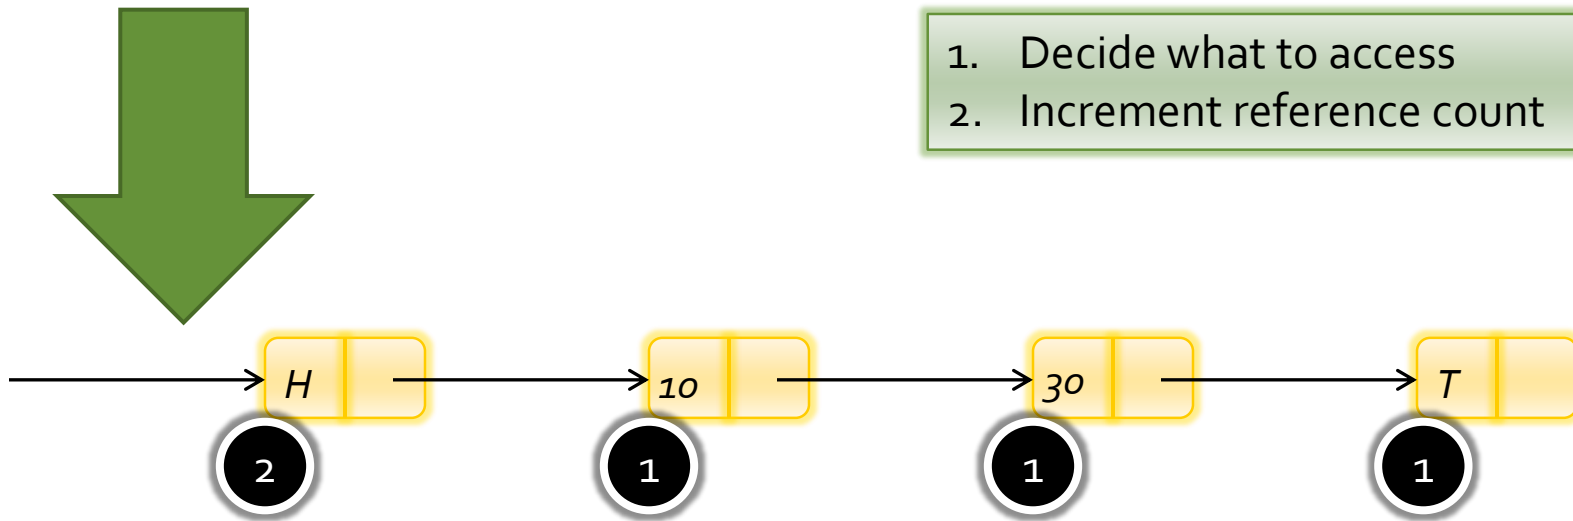 1. Decide what to access
2. Increment reference count
H 10 30 T
2 1 1 1